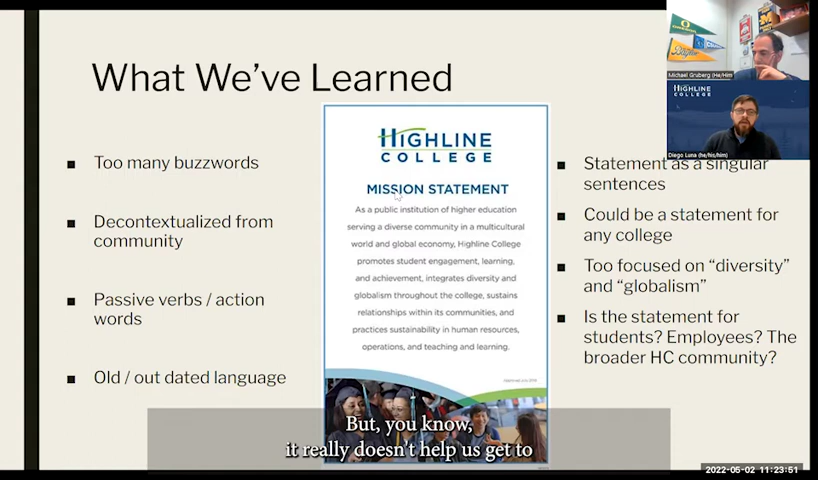 What We've Learned
Too many buzzwords
Decontextualized from
community
Passive verbs / action
words
Old / out dated language
HIGHLINE
COLLEGE
MISSION STATEMENT
As a public institution of higher education
serving a diverse community in a multicultural
world and global economy, Highline College
promotes student engagement, learning,
and achievement, integrates diversity and
globalism throughout the college, sustains
relationships within its communities, and
practices sustainability in human resources,
operations, and teaching and learning.
Statement as a singular
sentences
Could be a statement for
any college
Too focused on "diversity"
and "globalism"
Is the statement for
students? Employees? The
broader HC community?
Michael Gruberg (He/Him
HIGHLINE
COLLEGE
Diego Luna (he/his/him)
But, you know,
it really doesn't help us get to
2022-05-02 11:23:51